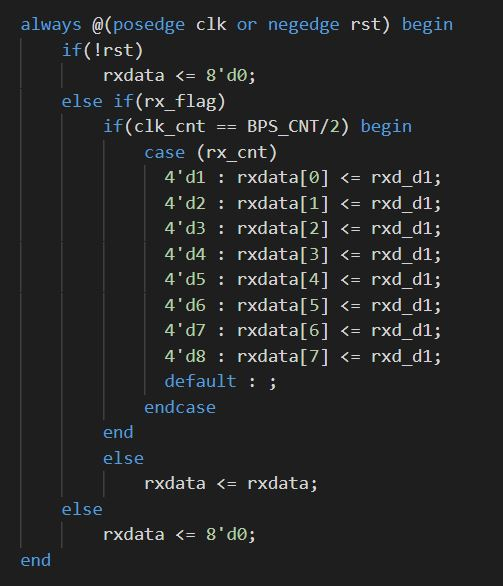 always @(posedge clk or negedge rst) begin
    if(!rst)
        rxdata <= 8'd0;
    else if(rx_flag)
        if(clk_cnt == BPS_CNT/2) begin
            case (rx_cnt)
              4'd1 : rxdata[0] <= rxd_d1;
              4'd2 : rxdata[1] <= rxd_d1;
              4'd3 : rxdata[2] <= rxd_d1;
              4'd4 : rxdata[3] <= rxd_d1;
              4'd5 : rxdata[4] <= rxd_d1;
              4'd6 : rxdata[5] <= rxd_d1;
              4'd7 : rxdata[6] <= rxd_d1;
              4'd8 : rxdata[7] <= rxd_d1;
              default : ;
            endcase
        end
        else
            rxdata <= rxdata;
    else
        rxdata <= 8'd0;
end